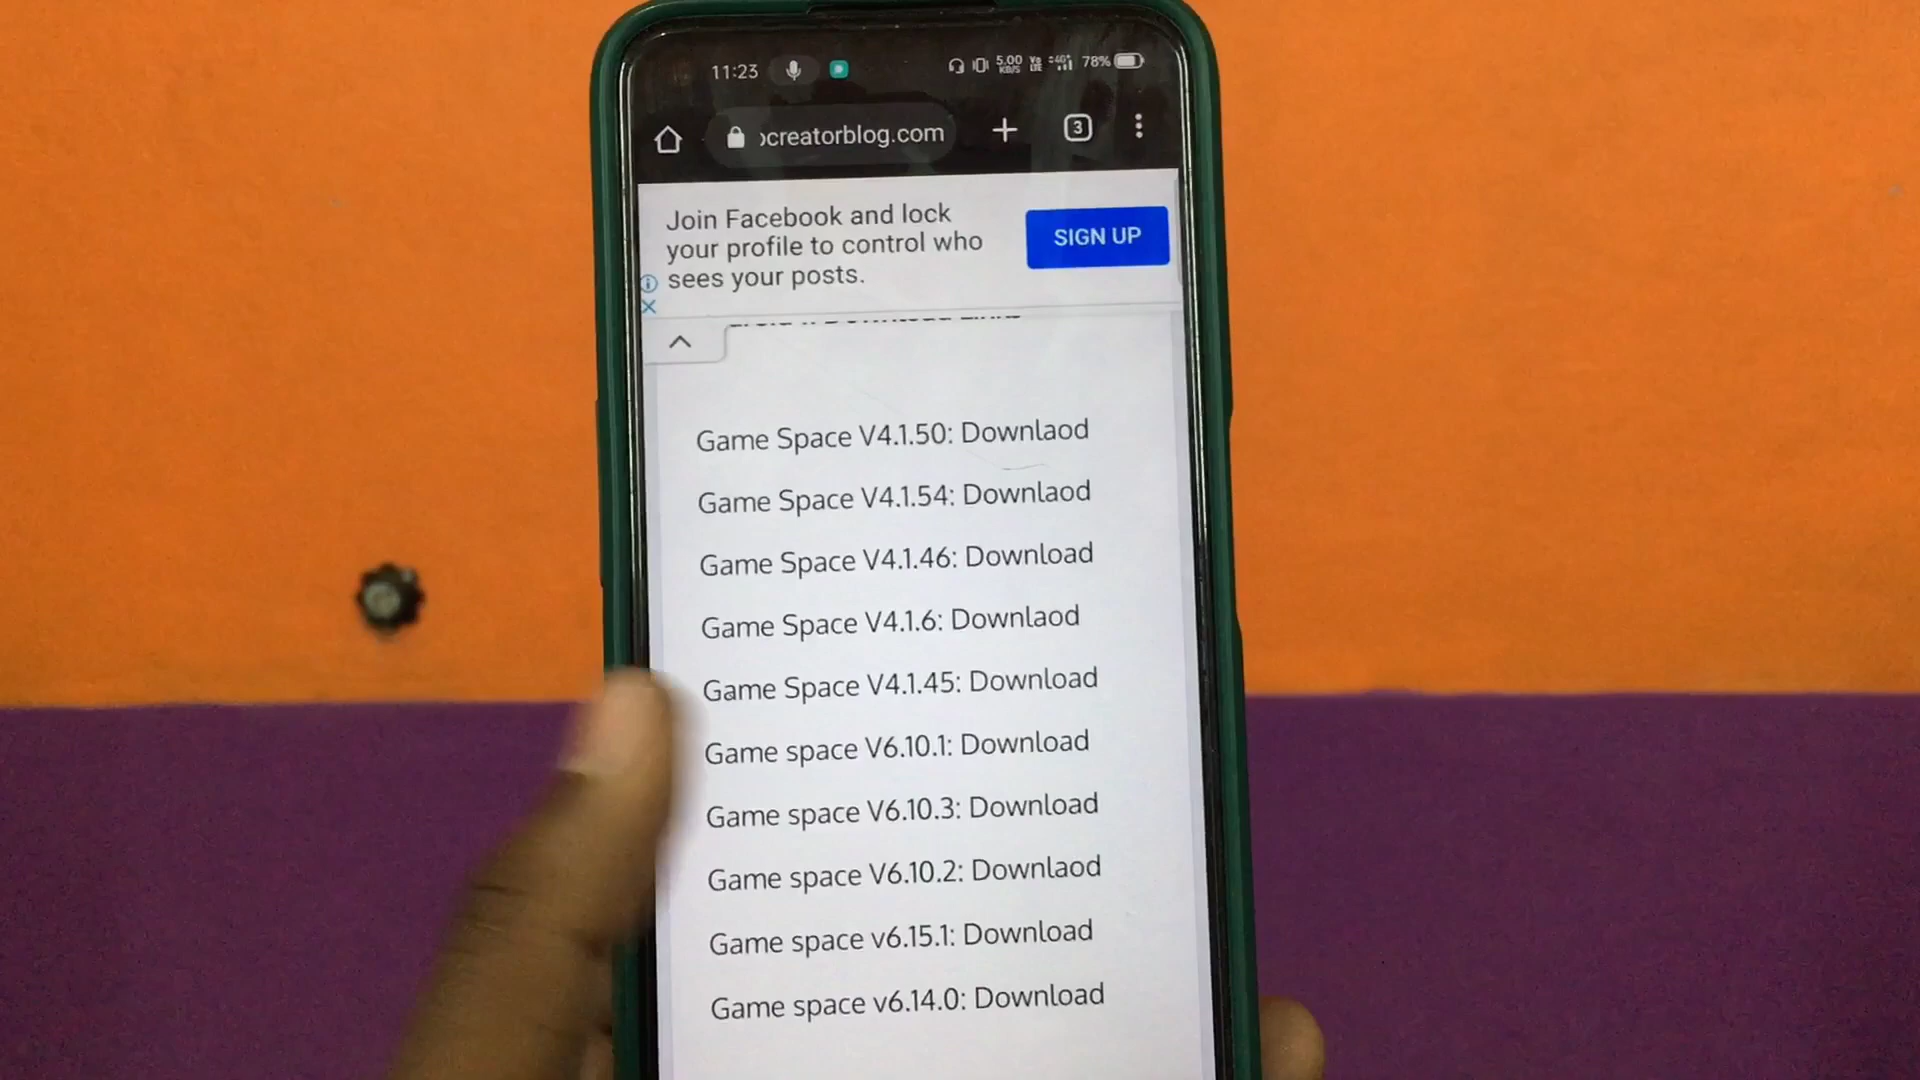 11:23 5.00 KB/S 4G+ 78%
creatorblog.com 3
Join Facebook and lock
your profile to control who
sees your posts.
SIGN UP
Game Space V4.1.50: Downlaod
Game Space V4.1.54: Downlaod
Game Space V4.1.46: Download
Game Space V4.1.6: Downlaod
Game Space V4.1.45: Download
Game space V6.10.1: Download
Game space V6.10.3: Download
Game space V6.10.2: Downlaod
Game space v6.15.1: Download
Game space v6.14.0: Download